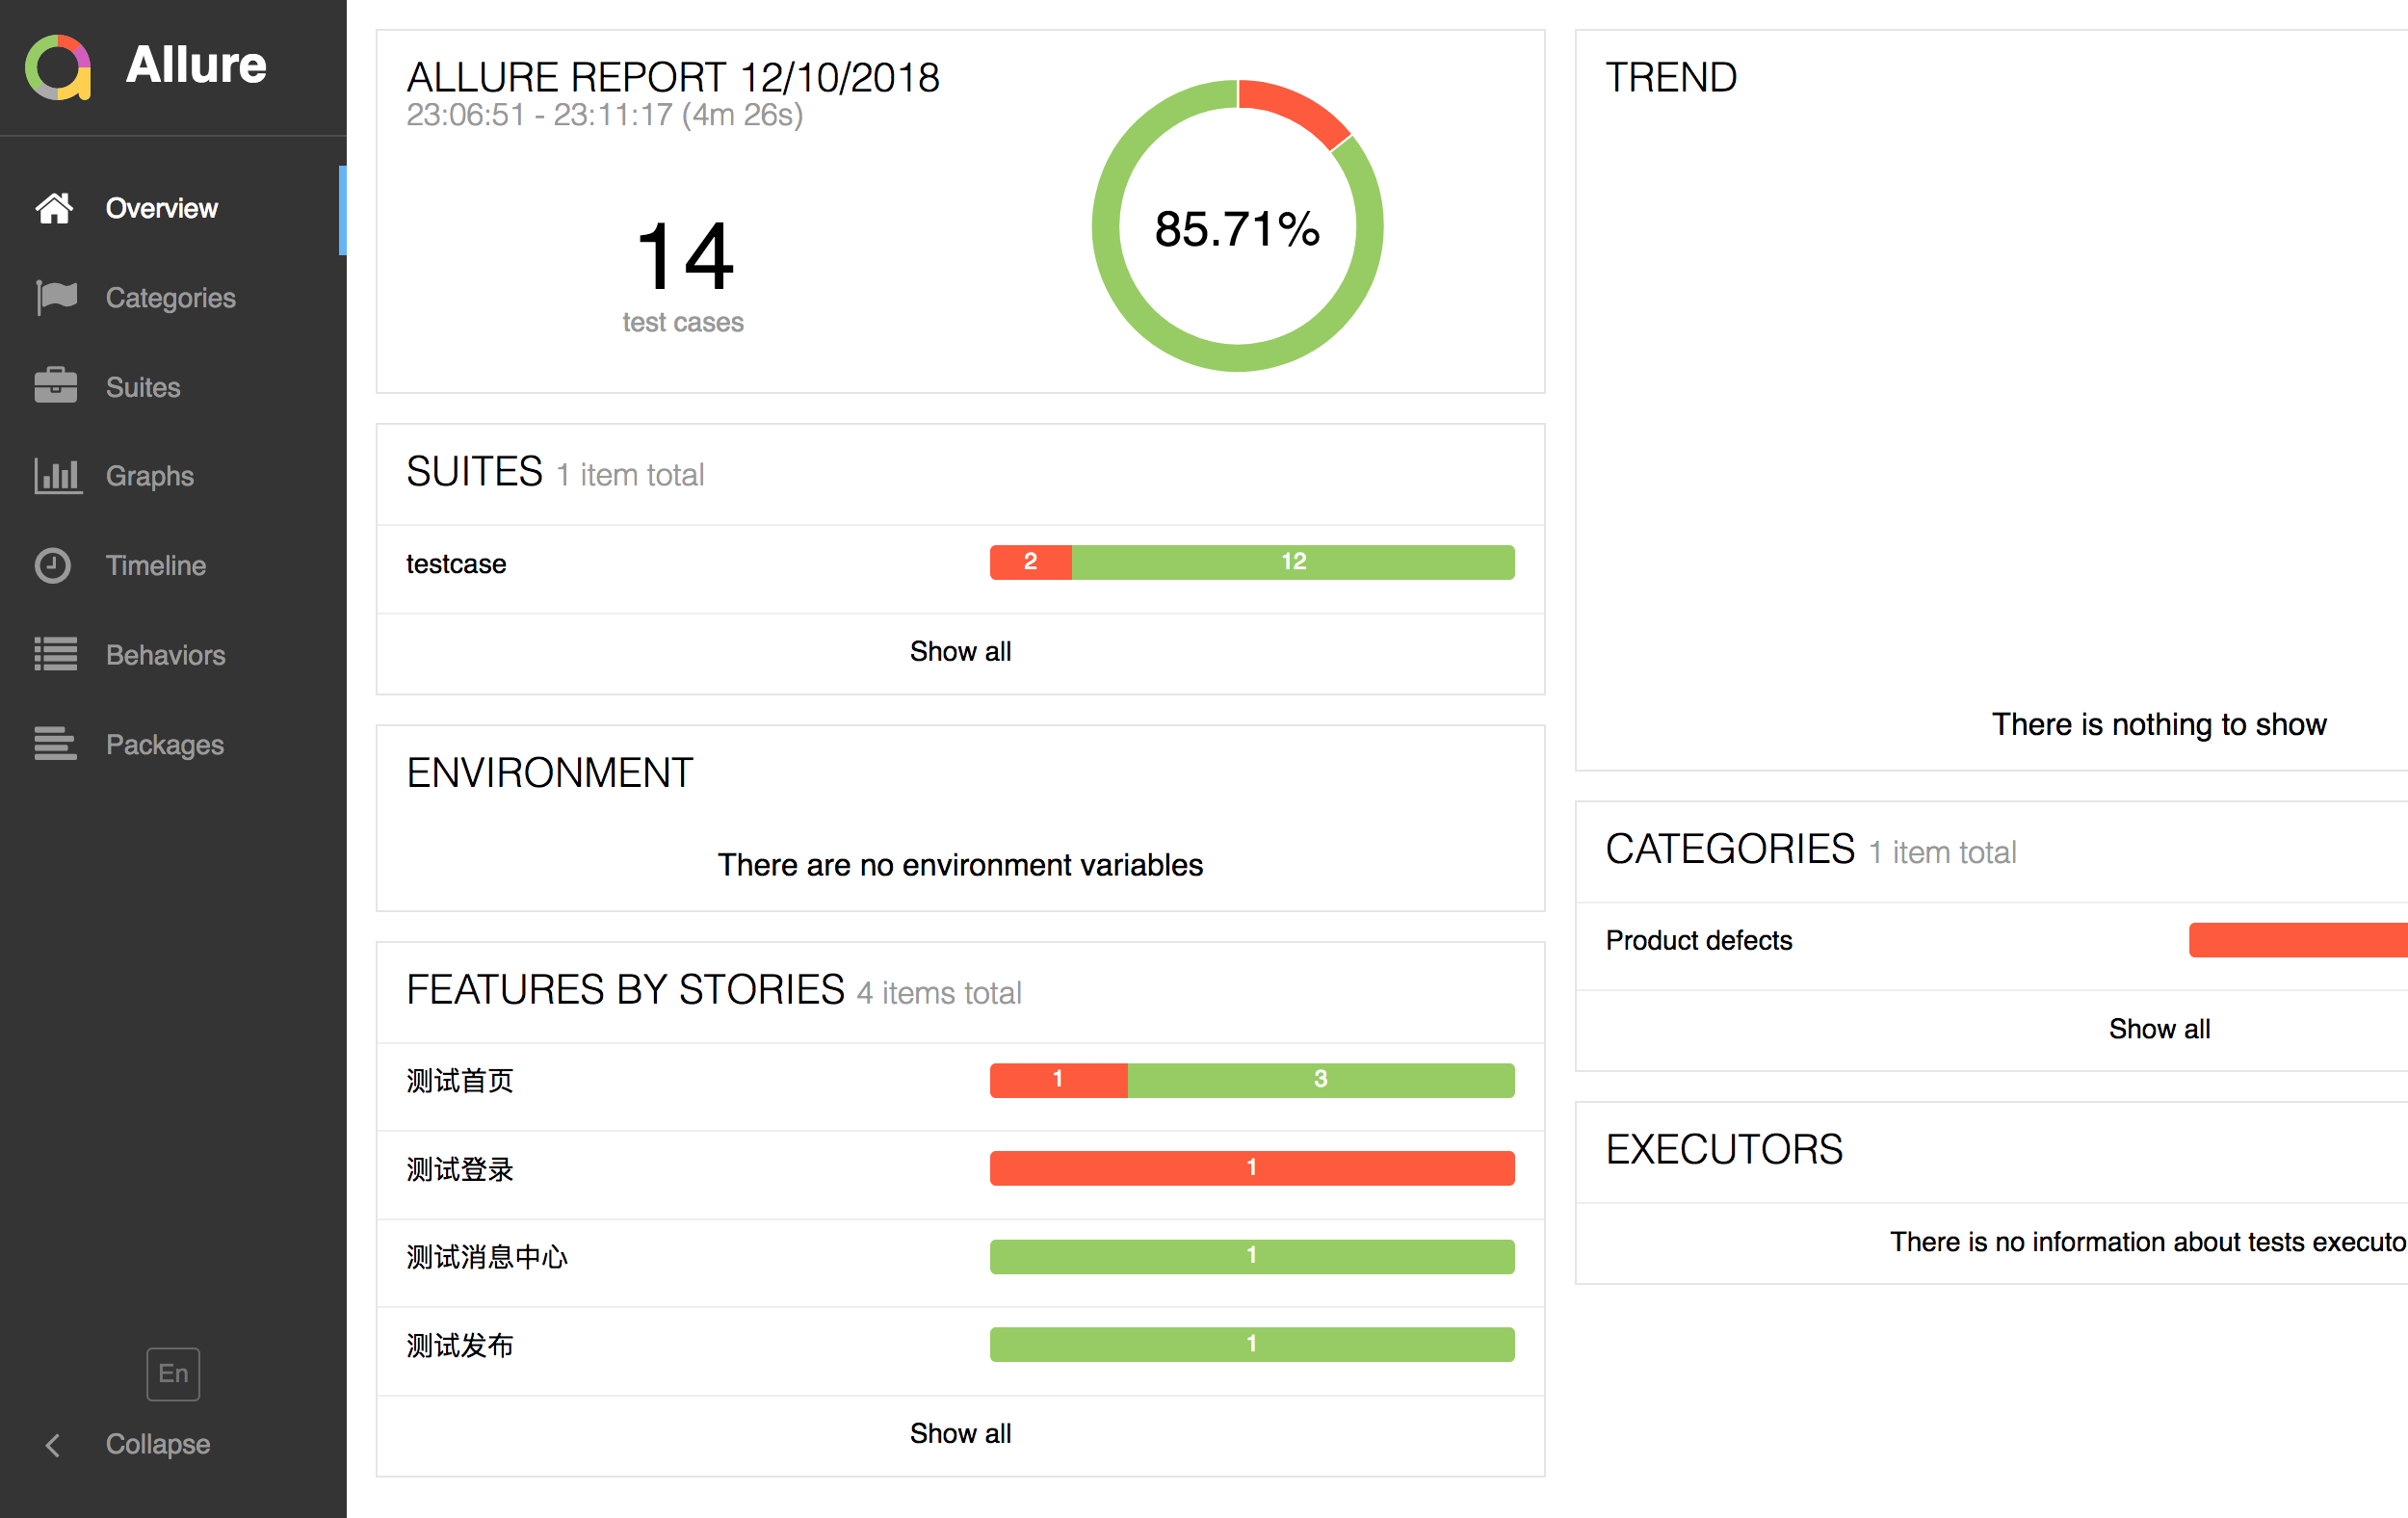 Allure
Overview
Categories
Suites
Graphs
Timeline
Behaviors
Packages
En
Collapse
ALLURE REPORT 12/10/2018
23:06:51 - 23:11:17 (4m 26s)
14
test cases
85.71%
SUITES 1 item total
testcase 2 12
Show all
ENVIRONMENT
There are no environment variables
FEATURES BY STORIES 4 items total
测试首页 1 3
测试登录 1
测试消息中心 1
测试发布 1
Show all
TREND
There is nothing to show
CATEGORIES 1 item total
Product defects
Show all
EXECUTORS
There is no information about tests executo